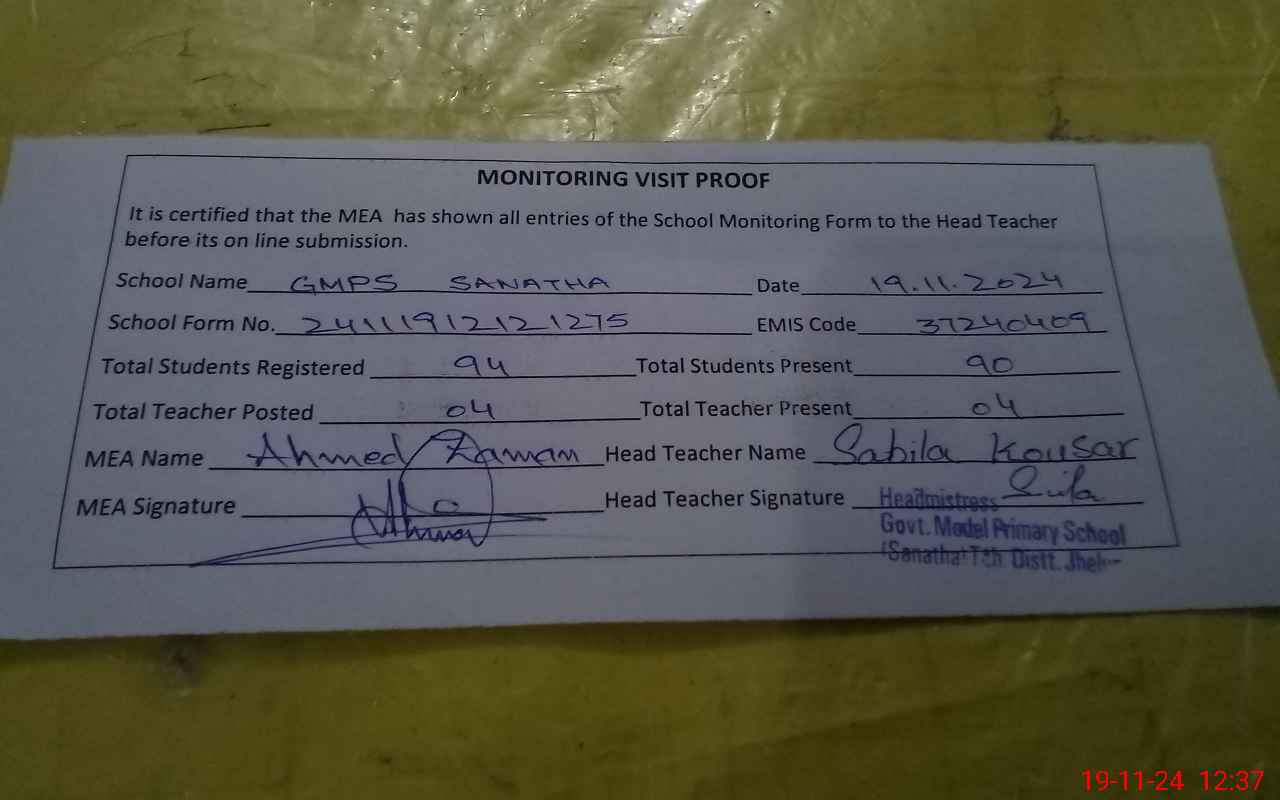 MONITORING VISIT PROOF
It is certified that the MEA has shown all entries of the School Monitoring Form to the Head Teacher
before its on line submission.
School Name GMPS SANATHA Date 19.11.2024
School Form No. 24111912121275 EMIS Code 37240409
Total Students Registered 94 Total Students Present 90
Total Teacher Posted 04 Total Teacher Present 04
MEA Name Ahmed Zaman Head Teacher Name Sabila Kousar
MEA Signature Head Teacher Signature
Headmistress
Govt. Model Primary School
(Sanatha) Teh. Distt.
19-11-24 12:37